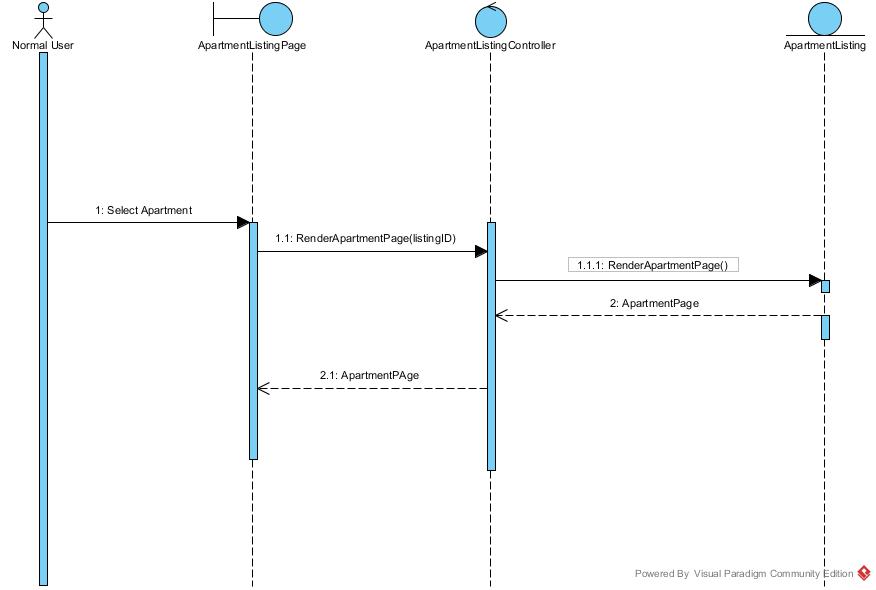 Normal User
ApartmentListingPage
ApartmentListingController
ApartmentListing
1: Select Apartment
1.1: RenderApartmentPage(listingID)
1.1.1: RenderApartmentPage()
2: ApartmentPage
2.1: ApartmentPAge
Powered By Visual Paradigm Community Edition